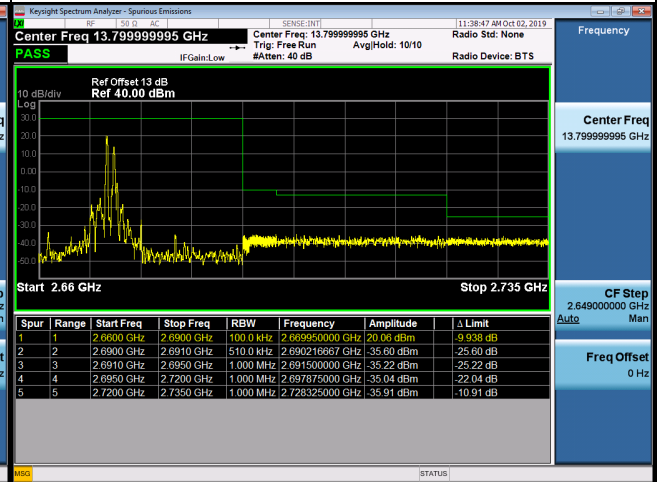 Keysight Spectrum Analyzer - Spurious Emissions
LXI RF 50 Ω AC SENSE:INT 11:38:47 AM Oct 02, 2019
Center Freq 13.799999995 GHz
Center Freq: 13.799999995 GHz
Radio Std: None
Trig: Free Run Avg|Hold: 10/10
PASS
IFGain:Low
#Atten: 40 dB
Radio Device: BTS
Ref Offset 13 dB
10 dB/div Ref 40.00 dBm
Log
30.0
20.0
10.0
0.00
-10.0
-20.0
-30.0
-40.0
-50.0
Start 2.66 GHz Stop 2.735 GHz
Spur Range Start Freq Stop Freq RBW Frequency Amplitude Δ Limit
1 1 2.6600 GHz 2.6900 GHz 100.0 kHz 2.669950000 GHz 20.06 dBm -9.938 dB
2 2 2.6900 GHz 2.6910 GHz 510.0 kHz 2.690216667 GHz -35.60 dBm -25.60 dB
3 3 2.6910 GHz 2.6950 GHz 1.000 MHz 2.691500000 GHz -35.22 dBm -25.22 dB
4 4 2.6950 GHz 2.7200 GHz 1.000 MHz 2.697875000 GHz -35.04 dBm -22.04 dB
5 5 2.7200 GHz 2.7350 GHz 1.000 MHz 2.728325000 GHz -35.91 dBm -10.91 dB
MSG STATUS
Frequency
Center Freq
13.799999995 GHz
CF Step
2.649000000 GHz
Auto Man
Freq Offset
0 Hz